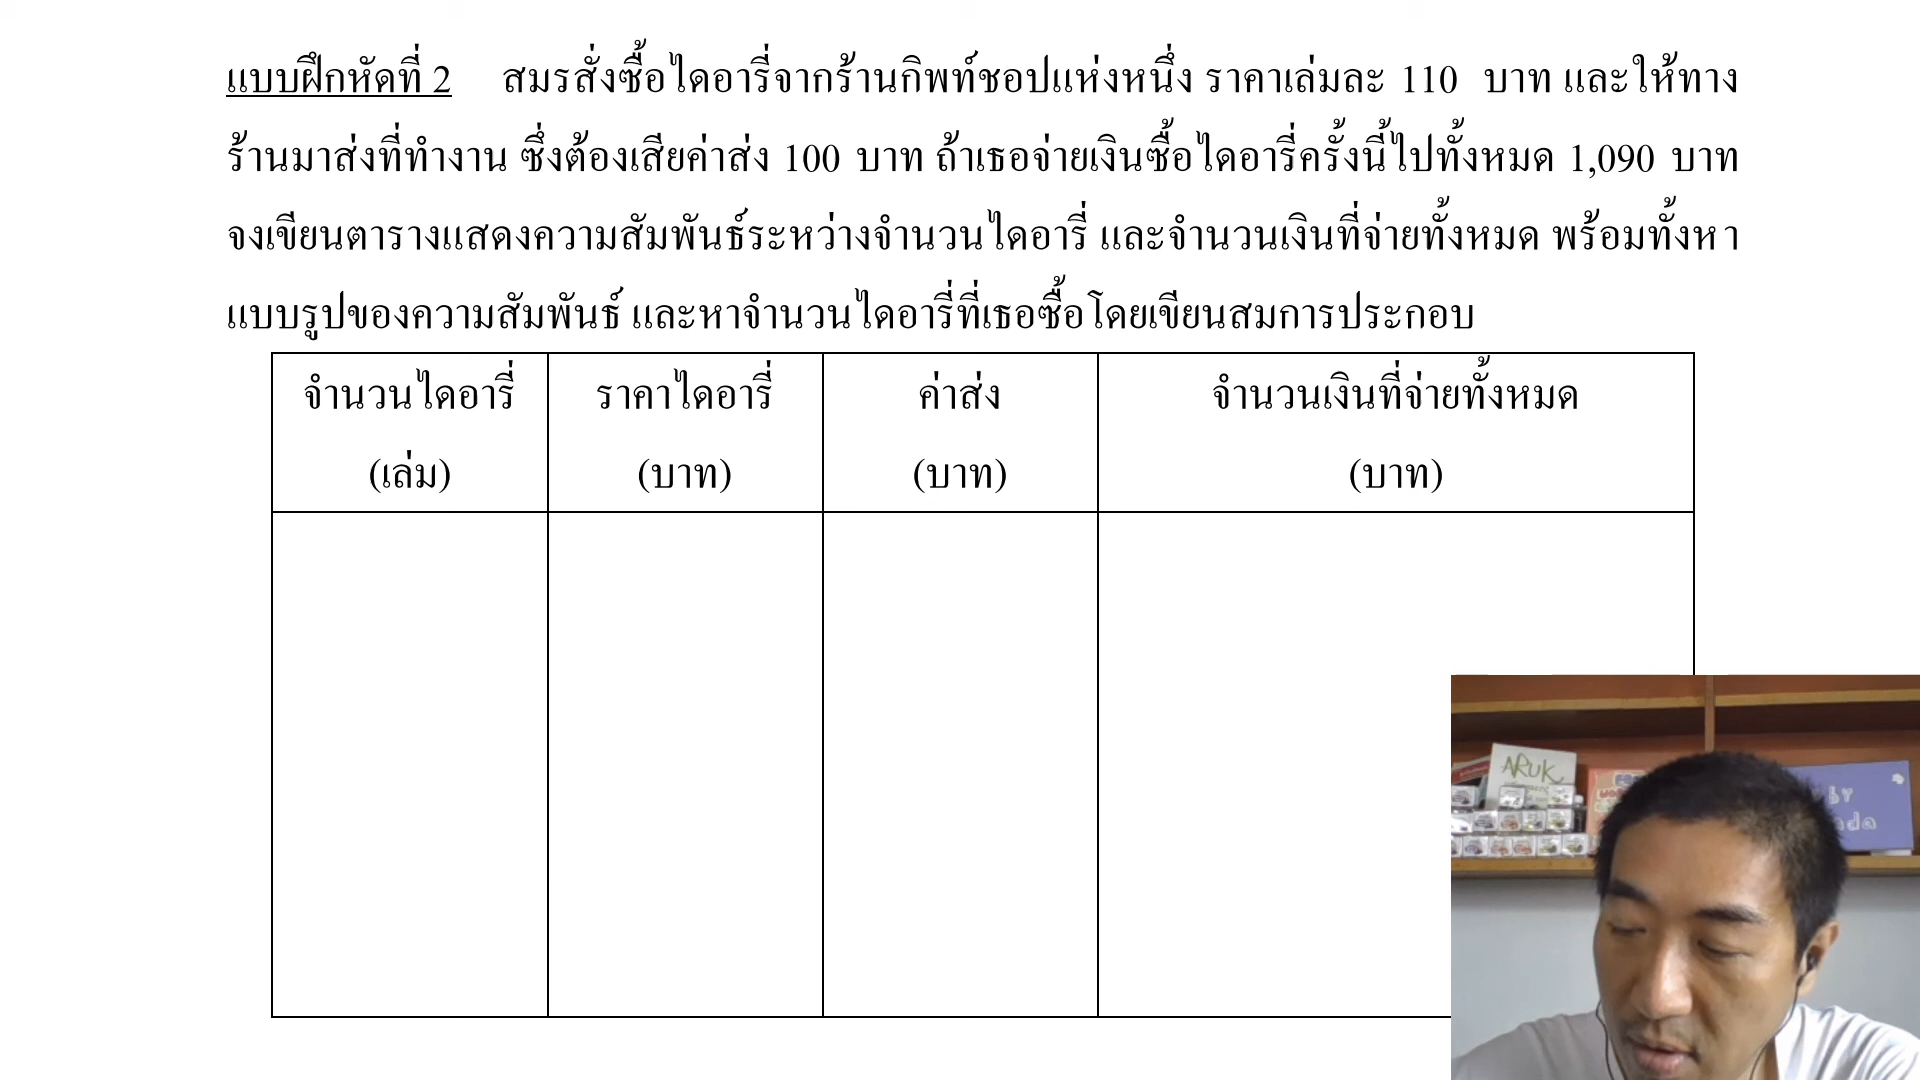 แบบฝึกหัดที่ 2 สมรสั่งซื้อไดอารี่จากร้านกิพท์ชอปแห่งหนึ่ง ราคาเล่มละ 110 บาท และให้ทาง
ร้านมาส่งที่ทำงาน ซึ่งต้องเสียค่าส่ง 100 บาท ถ้าเธอจ่ายเงินซื้อไดอารี่ครั้งนี้ไปทั้งหมด 1,090 บาท
จงเขียนตารางแสดงความสัมพันธ์ระหว่างจำนวนไดอารี่ และจำนวนเงินที่จ่ายทั้งหมด พร้อมทั้งหา
แบบรูปของความสัมพันธ์ และหาจำนวนไดอารี่ที่เธอซื้อโดยเขียนสมการประกอบ
จำนวนไดอารี่ ราคาไดอารี่ ค่าส่ง จำนวนเงินที่จ่ายทั้งหมด
(เล่ม) (บาท) (บาท) (บาท)
ARUK